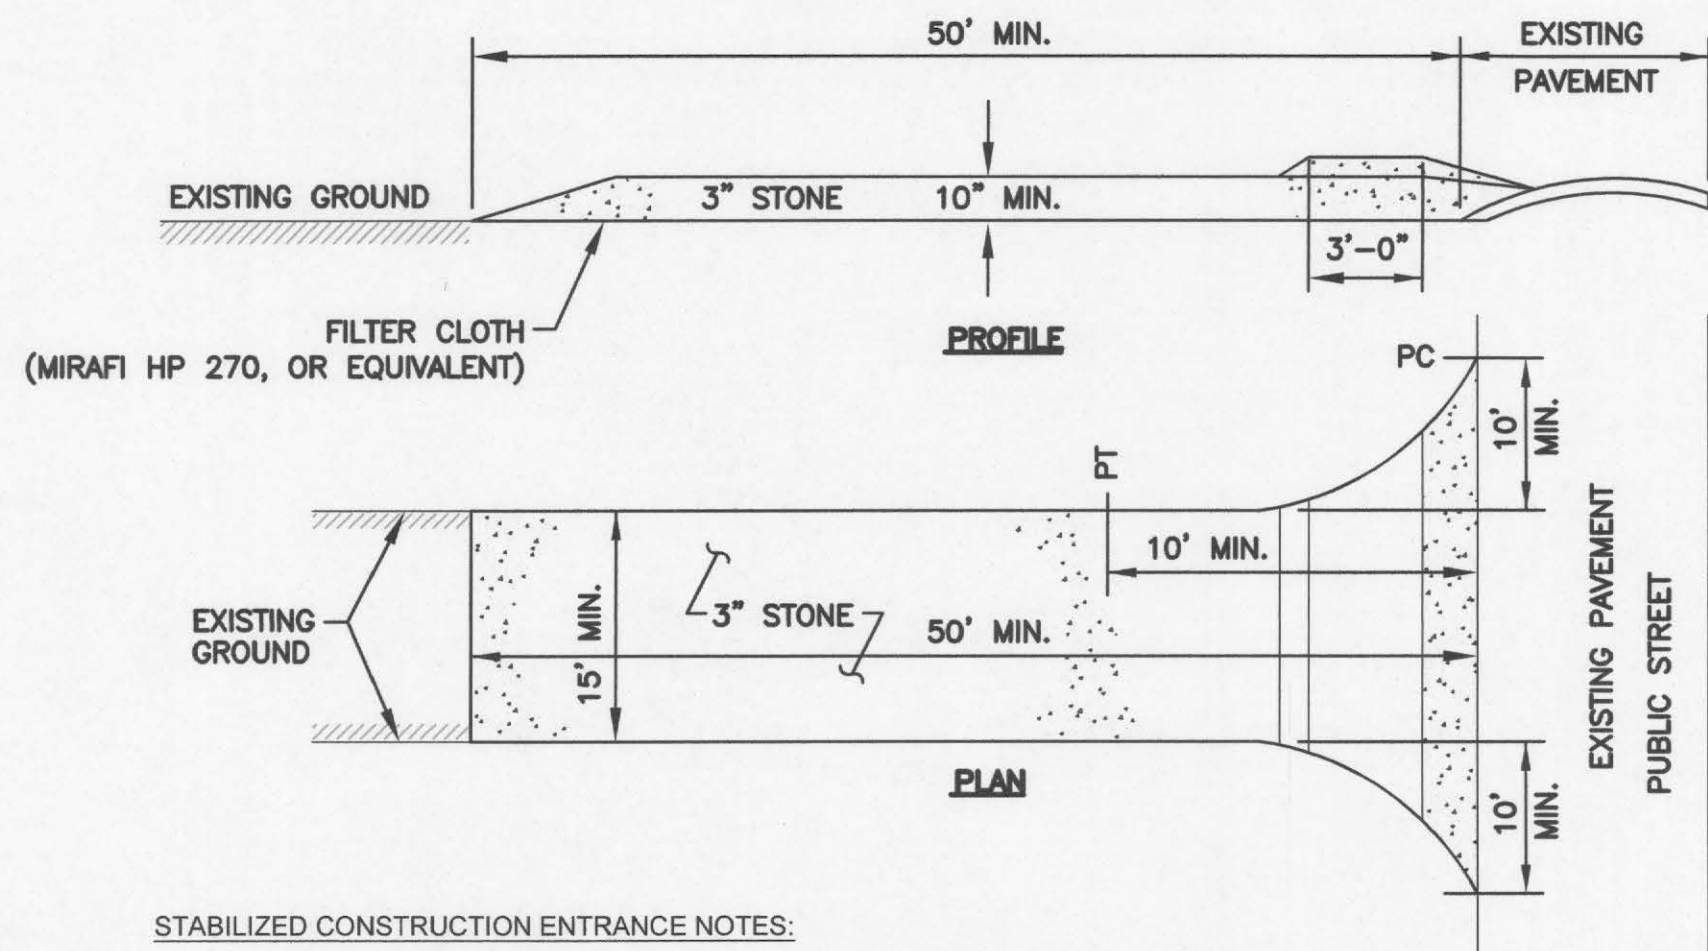 50' MIN.
EXISTING
PAVEMENT
EXISTING GROUND
3" STONE
10" MIN.
3'-0"
FILTER CLOTH
(MIRAFI HP 270, OR EQUIVALENT)
PROFILE
PC
10'
MIN.
PT
10' MIN.
EXISTING
GROUND
15' MIN.
3" STONE
50' MIN.
EXISTING PAVEMENT
PUBLIC STREET
10'
MIN.
PLAN
STABILIZED CONSTRUCTION ENTRANCE NOTES: